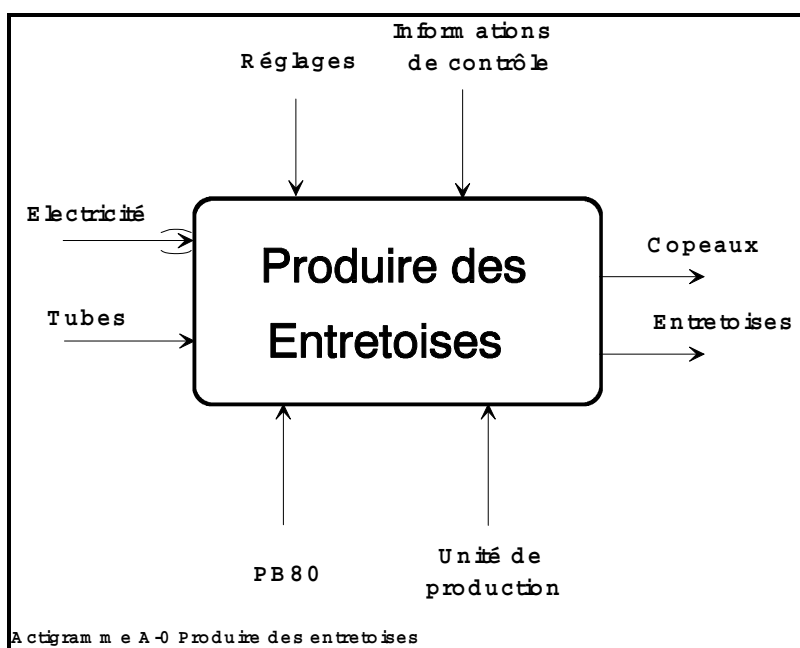 Informations
de contrôle
Réglages
Electricité
Tubes
Produire des
Entretoises
Copeaux
Entretoises
PB80
Unité de
production
Actigramme A-0 Produire des entretoises